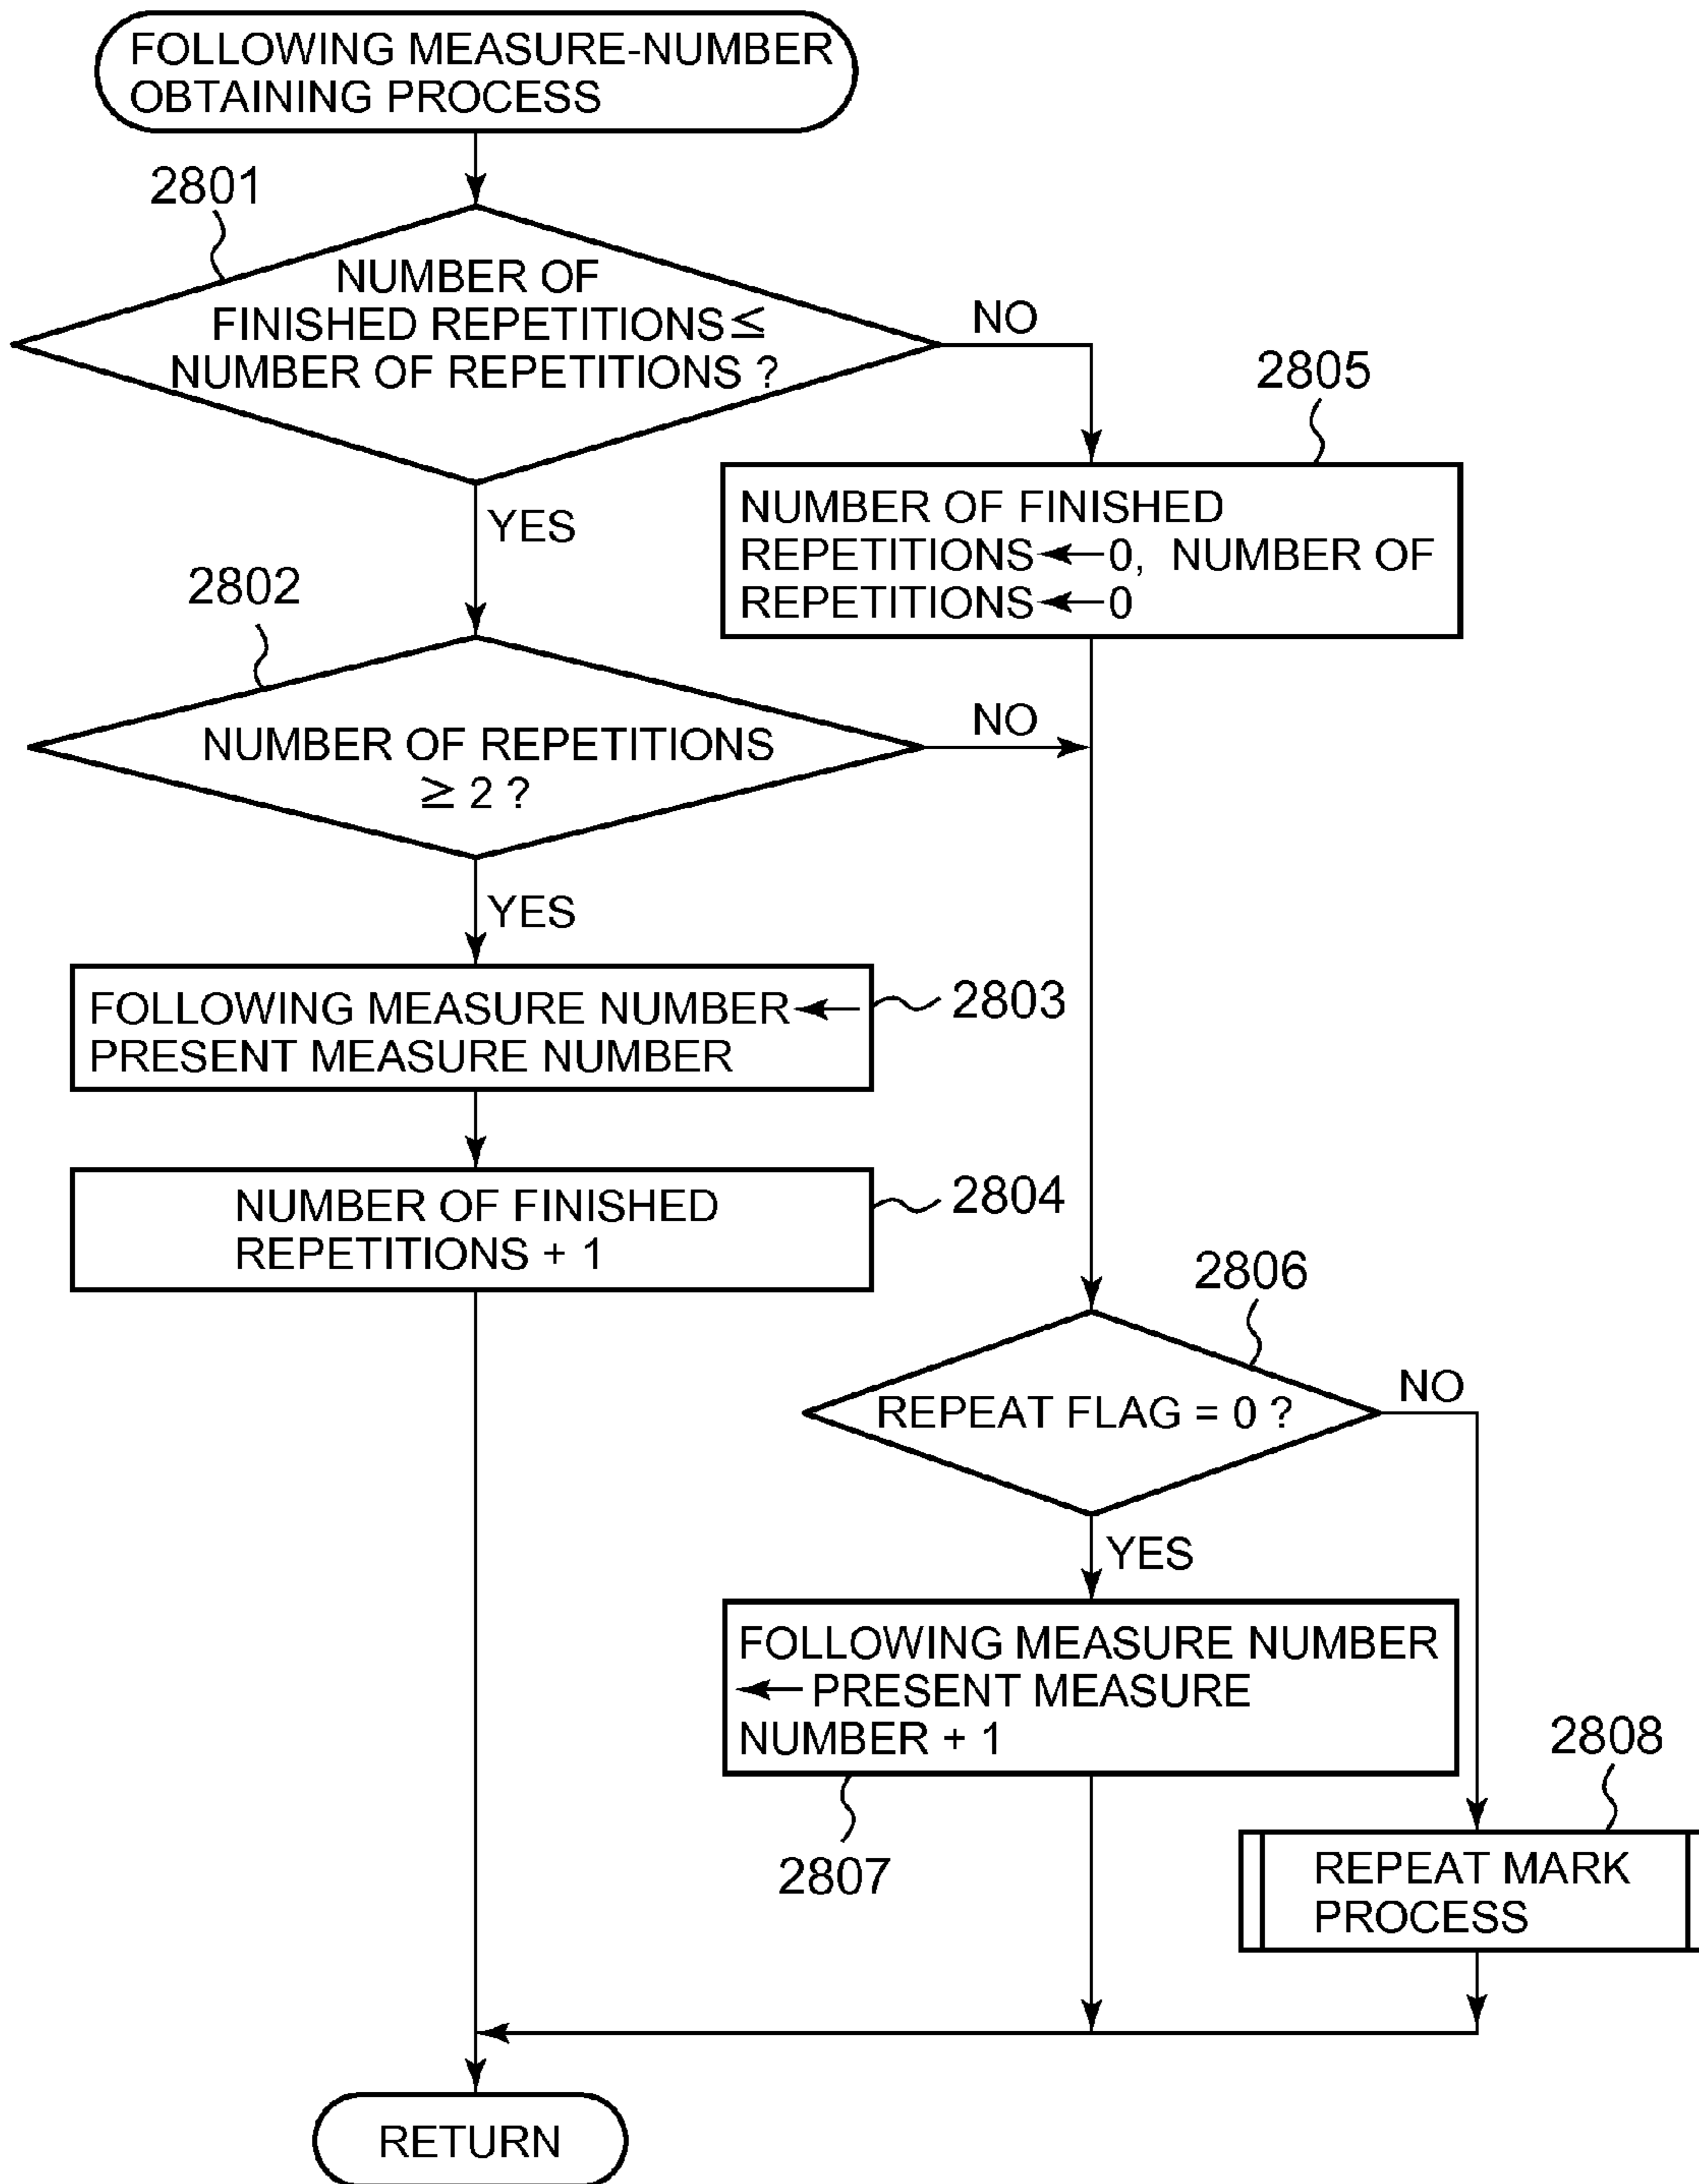 FOLLOWING MEASURE-NUMBER
OBTAINING PROCESS
2801
NUMBER OF
FINISHED REPETITIONS ≦
NUMBER OF REPETITIONS ?
NO
YES
2805
NUMBER OF FINISHED
REPETITIONS ← 0, NUMBER OF
REPETITIONS ← 0
2802
NUMBER OF REPETITIONS
≧ 2 ?
NO
YES
FOLLOWING MEASURE NUMBER ←
PRESENT MEASURE NUMBER
2803
NUMBER OF FINISHED
REPETITIONS + 1
2804
2806
REPEAT FLAG = 0 ?
NO
YES
FOLLOWING MEASURE NUMBER
← PRESENT MEASURE
NUMBER + 1
2807
2808
REPEAT MARK
PROCESS
RETURN